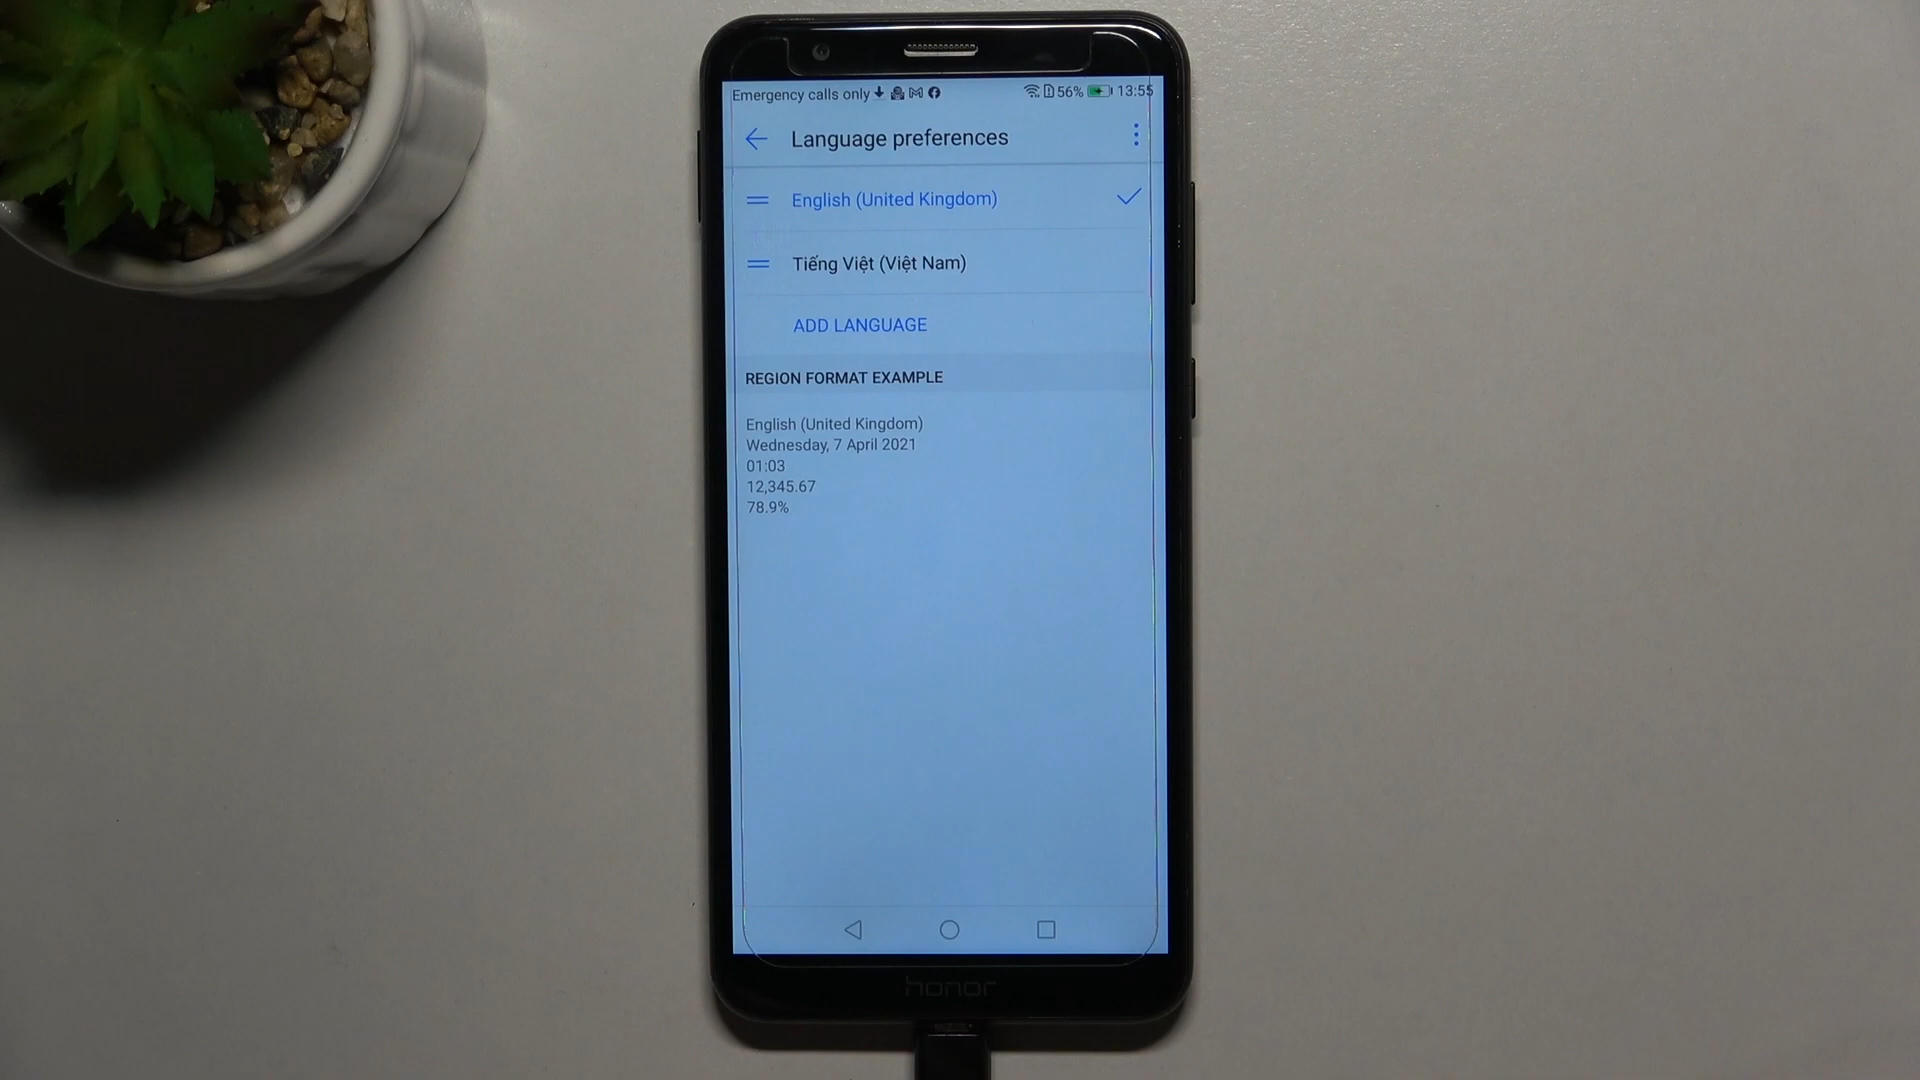 Emergency calls only 56% 13:55
Language preferences
English (United Kingdom)
Tiếng Việt (Việt Nam)
ADD LANGUAGE
REGION FORMAT EXAMPLE
English (United Kingdom)
Wednesday, 7 April 2021
01:03
12,345.67
78.9%
honor